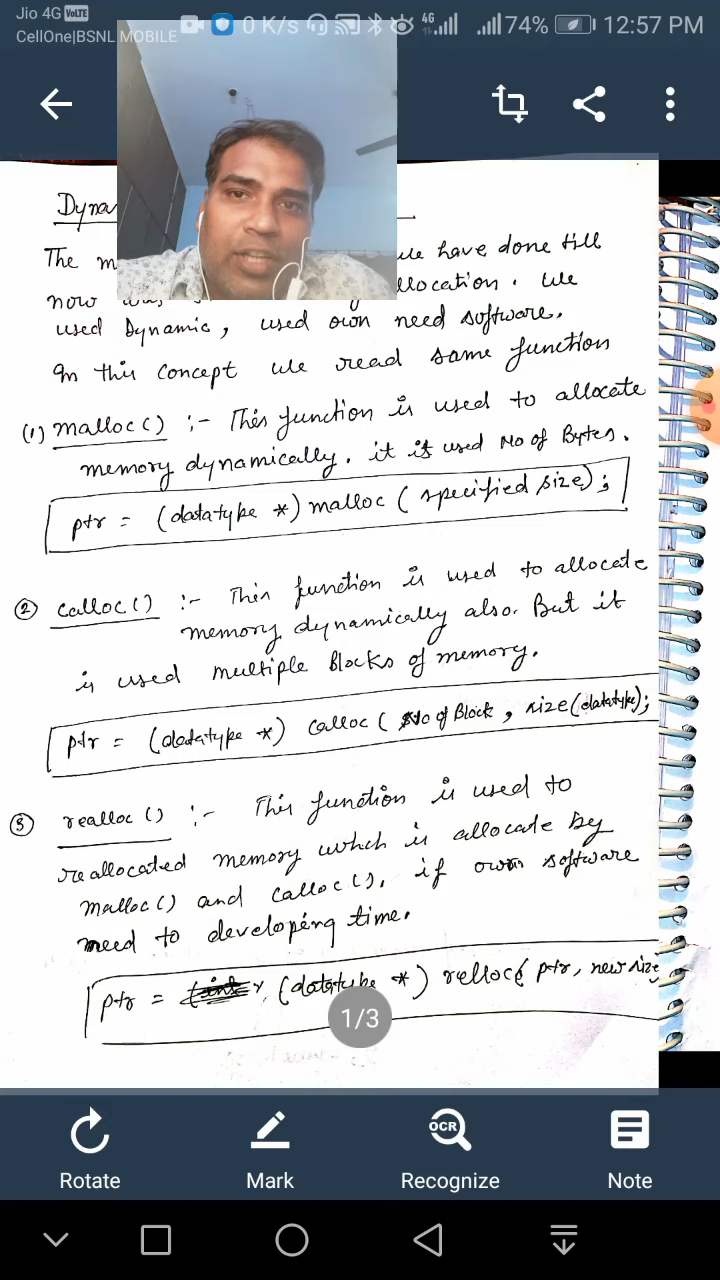 Jio 4G VoLTE
CellOne|BSNL MOBILE
0 K/s 4G 74% 12:57 PM
Dyna
The m we have done till
now llocation. We
used Dynamic, used own need software.
In this concept we read some function
(1) malloc() :- This function is used to allocate
memory dynamically. it is used No of Bytes.
ptr = (datatype *) malloc ( specified size);
② calloc() :- This function is used to allocate
memory dynamically also. But it
is used multiple Blocks of memory.
ptr = (datatype *) calloc ( No of Block, size(datatype);
③ realloc () :- This function is used to
reallocated memory which is allocate by
malloc() and calloc(), if own software
need to developing time.
ptr = (datatype *) relloc( ptr, new size
1/3
OCR
Rotate
Mark
Recognize
Note